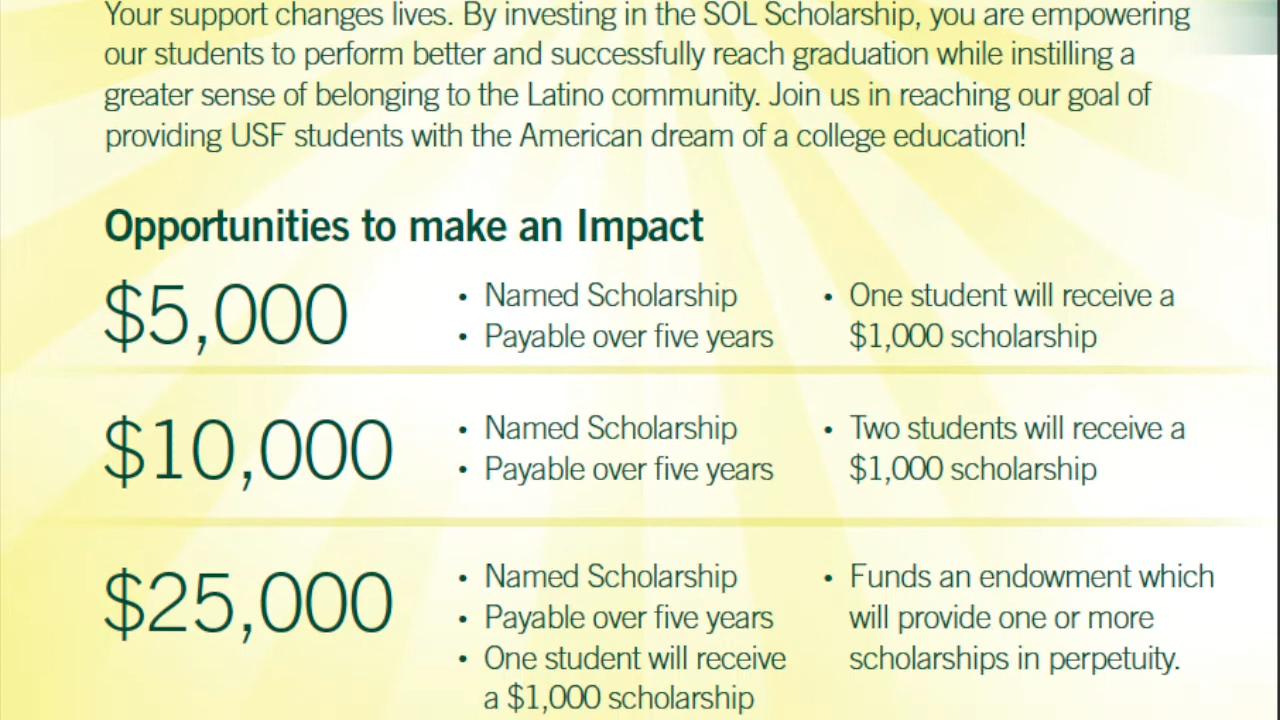 Your support changes lives. By investing in the SOL Scholarship, you are empowering
our students to perform better and successfully reach graduation while instilling a
greater sense of belonging to the Latino community. Join us in reaching our goal of
providing USF students with the American dream of a college education!
Opportunities to make an Impact
$5,000
• Named Scholarship
• Payable over five years
• One student will receive a
$1,000 scholarship
$10,000
• Named Scholarship
• Payable over five years
• Two students will receive a
$1,000 scholarship
$25,000
• Named Scholarship
• Payable over five years
• One student will receive
a $1,000 scholarship
• Funds an endowment which
will provide one or more
scholarships in perpetuity.